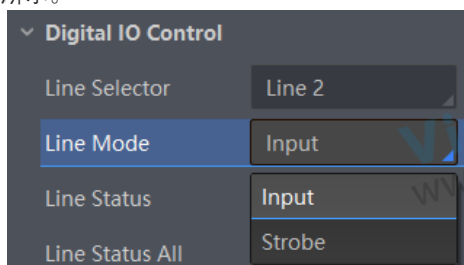 Digital IO Control
Line Selector Line 2
Line Mode Input
Line Status Input
Line Status All Strobe